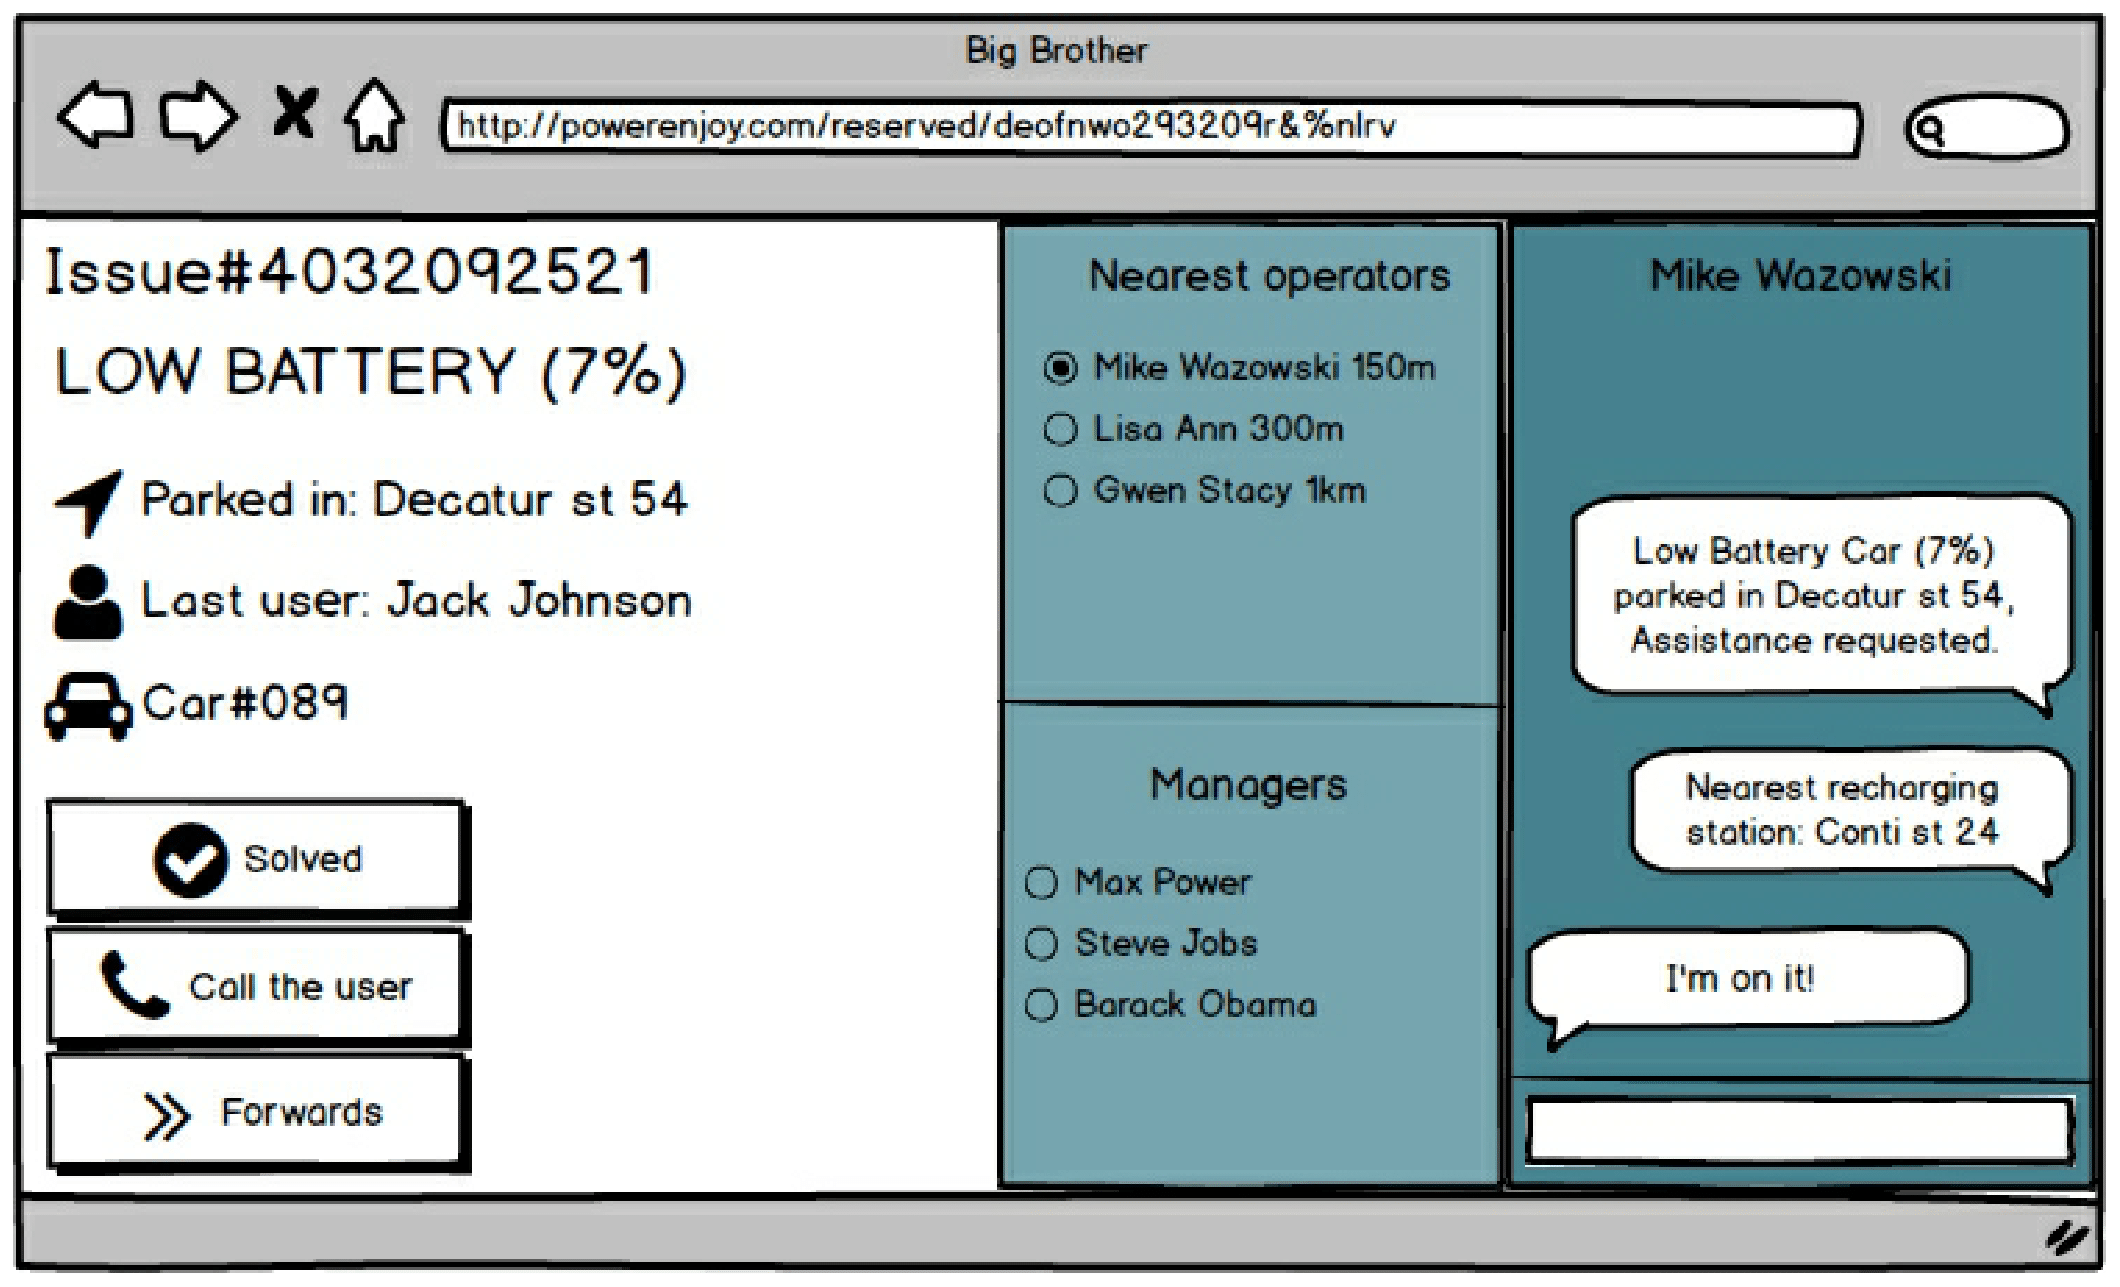 Big Brother
http://powerenjoy.com/reserved/deofnwo293209r&%nlrv
Issue#4032092521
LOW BATTERY (7%)
Parked in: Decatur st 54
Last user: Jack Johnson
Car#089
Solved
Call the user
Forwards
Nearest operators
Mike Wazowski 150m
Lisa Ann 300m
Gwen Stacy 1km
Managers
Max Power
Steve Jobs
Barack Obama
Mike Wazowski
Low Battery Car (7%)
parked in Decatur st 54,
Assistance requested.
Nearest recharging
station: Conti st 24
I'm on it!